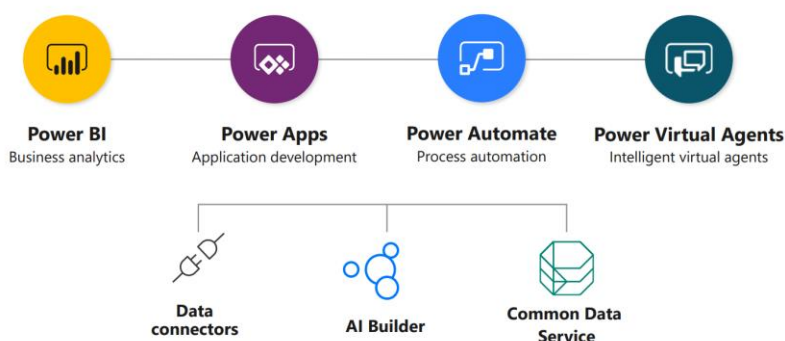 Power BI
Business analytics
Power Apps
Application development
Power Automate
Process automation
Power Virtual Agents
Intelligent virtual agents
Data
connectors
AI Builder
Common Data
Service